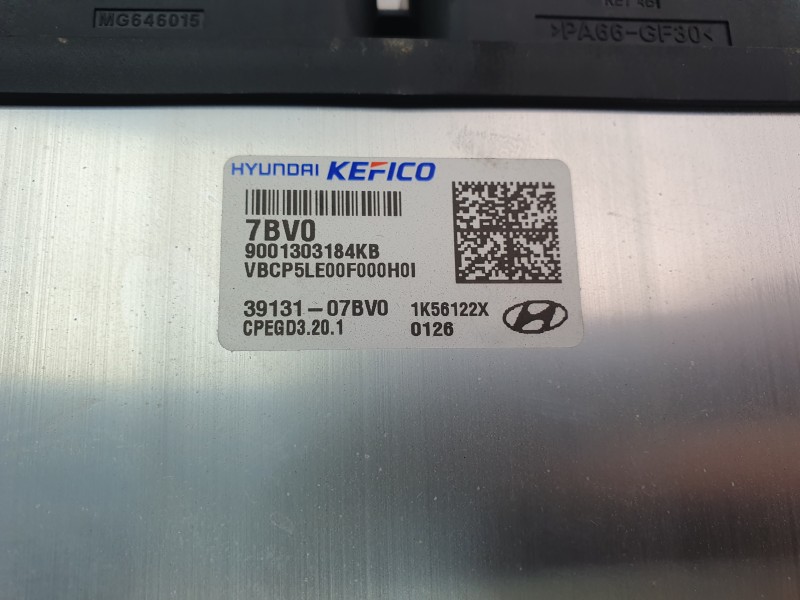 MG646015
>PA66-GF30<
HYUNDAI KEFICO
7BV0
9001303184KB
VBCP5LE00F000H0I
39131-07BV0 1K56122X
CPEGD3.20.1 0126